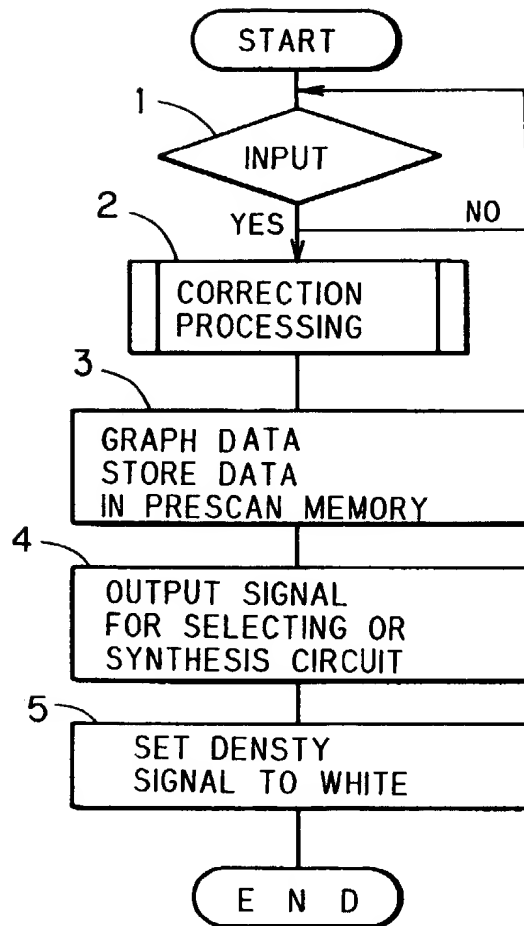 START
1
INPUT
YES
NO
2
CORRECTION
PROCESSING
3
GRAPH DATA
STORE DATA
IN PRESCAN MEMORY
4
OUTPUT SIGNAL
FOR SELECTING OR
SYNTHESIS CIRCUIT
5
SET DENSTY
SIGNAL TO WHITE
E N D